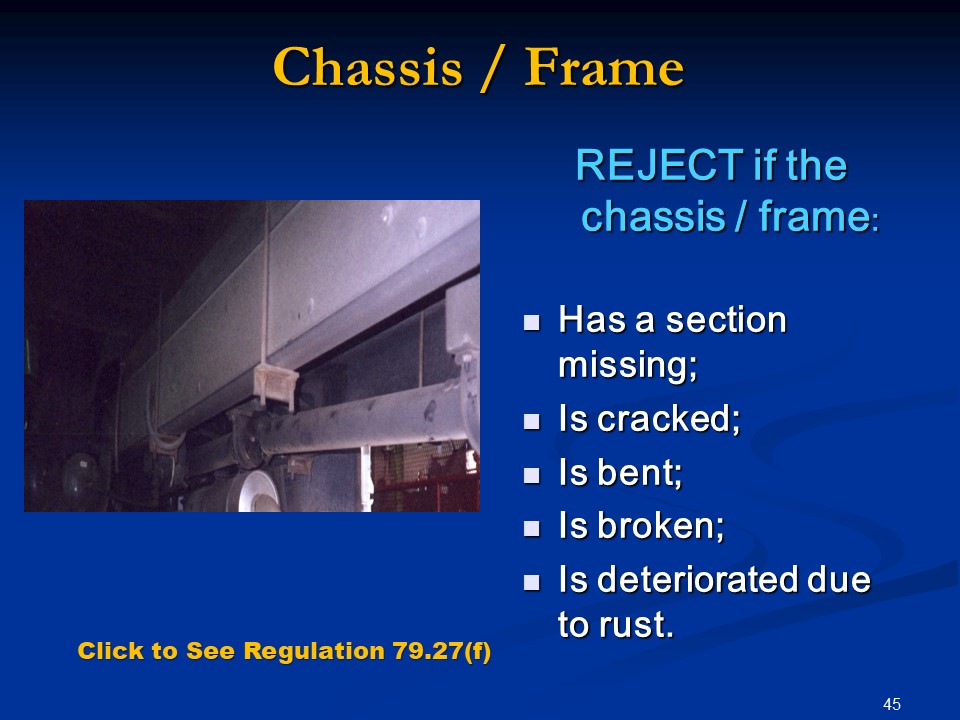 Chassis / Frame
REJECT if the
chassis / frame:
Has a section
missing;
Is cracked;
Is bent;
Is broken;
Is deteriorated due
to rust.
Click to See Regulation 79.27(f)
45